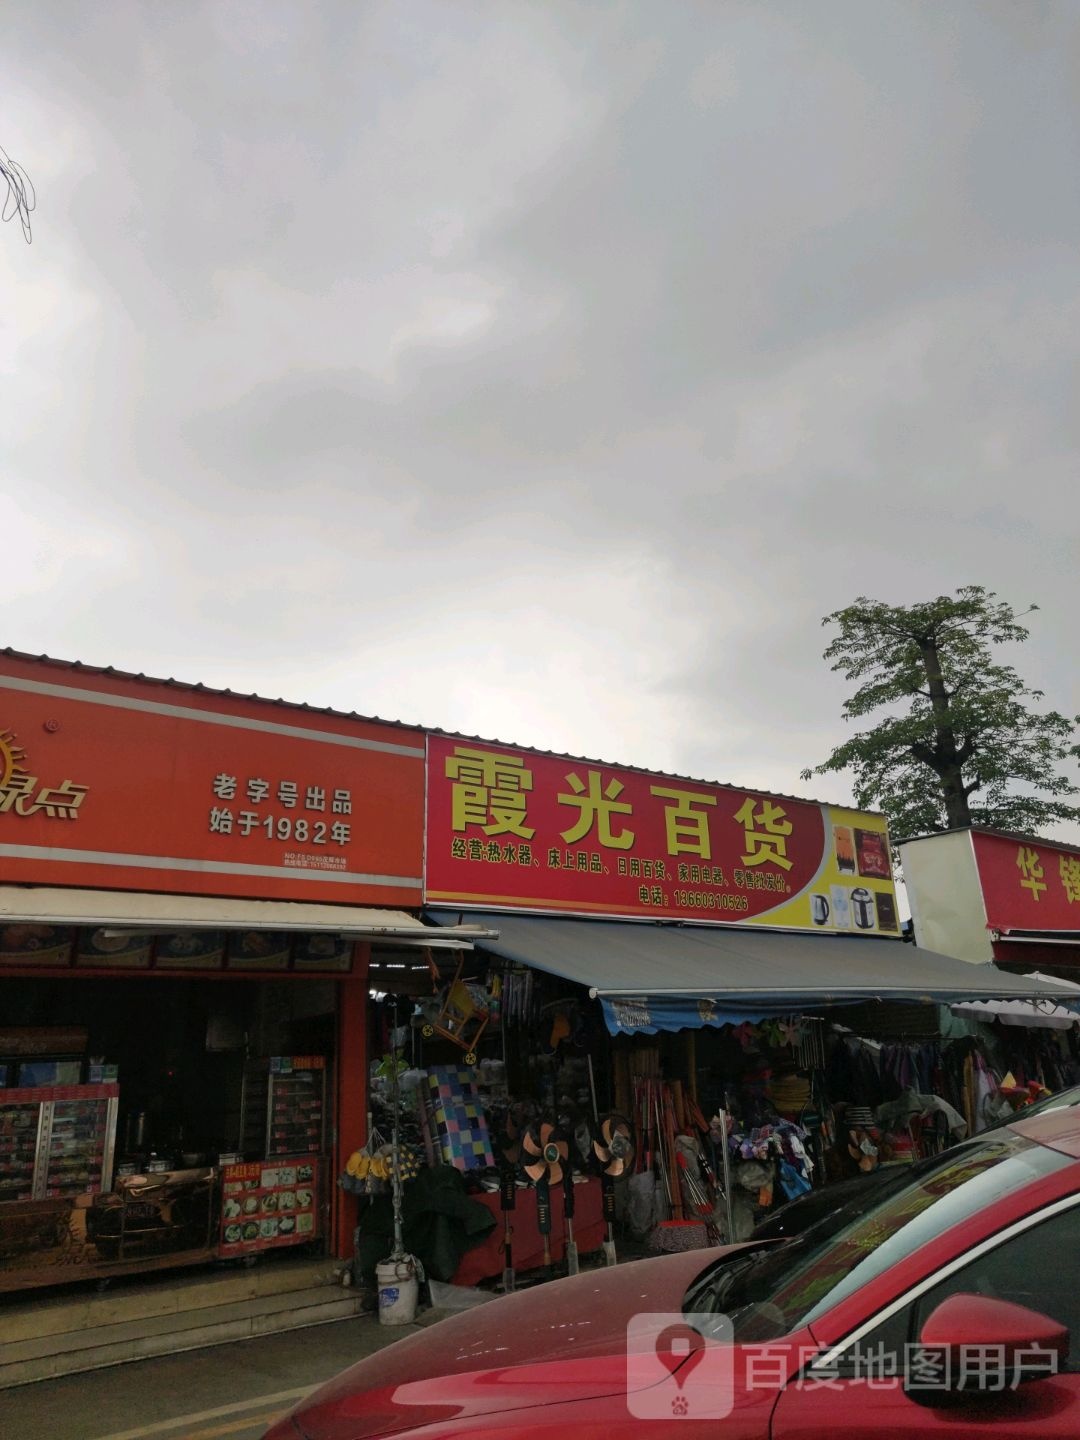 泉点
®
老字号出品
始于1982年
霞光百货
经营:热水器、床上用品、日用百货、家用电器、零售批发价。
电话：13660310526
华锋
百度地图用户